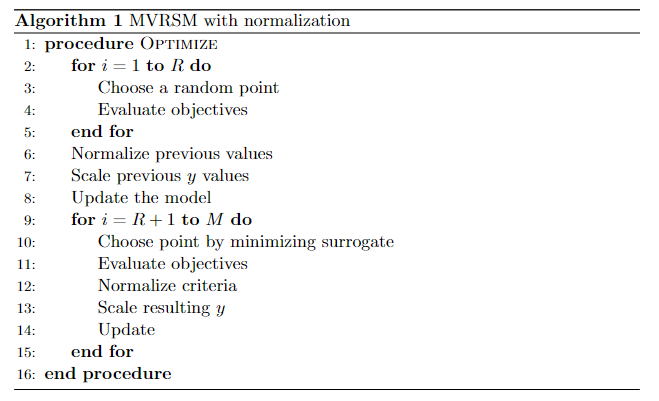 Algorithm 1 MVRSM with normalization
1: procedure OPTIMIZE
2: for i = 1 to R do
3: Choose a random point
4: Evaluate objectives
5: end for
6: Normalize previous values
7: Scale previous y values
8: Update the model
9: for i = R + 1 to M do
10: Choose point by minimizing surrogate
11: Evaluate objectives
12: Normalize criteria
13: Scale resulting y
14: Update
15: end for
16: end procedure